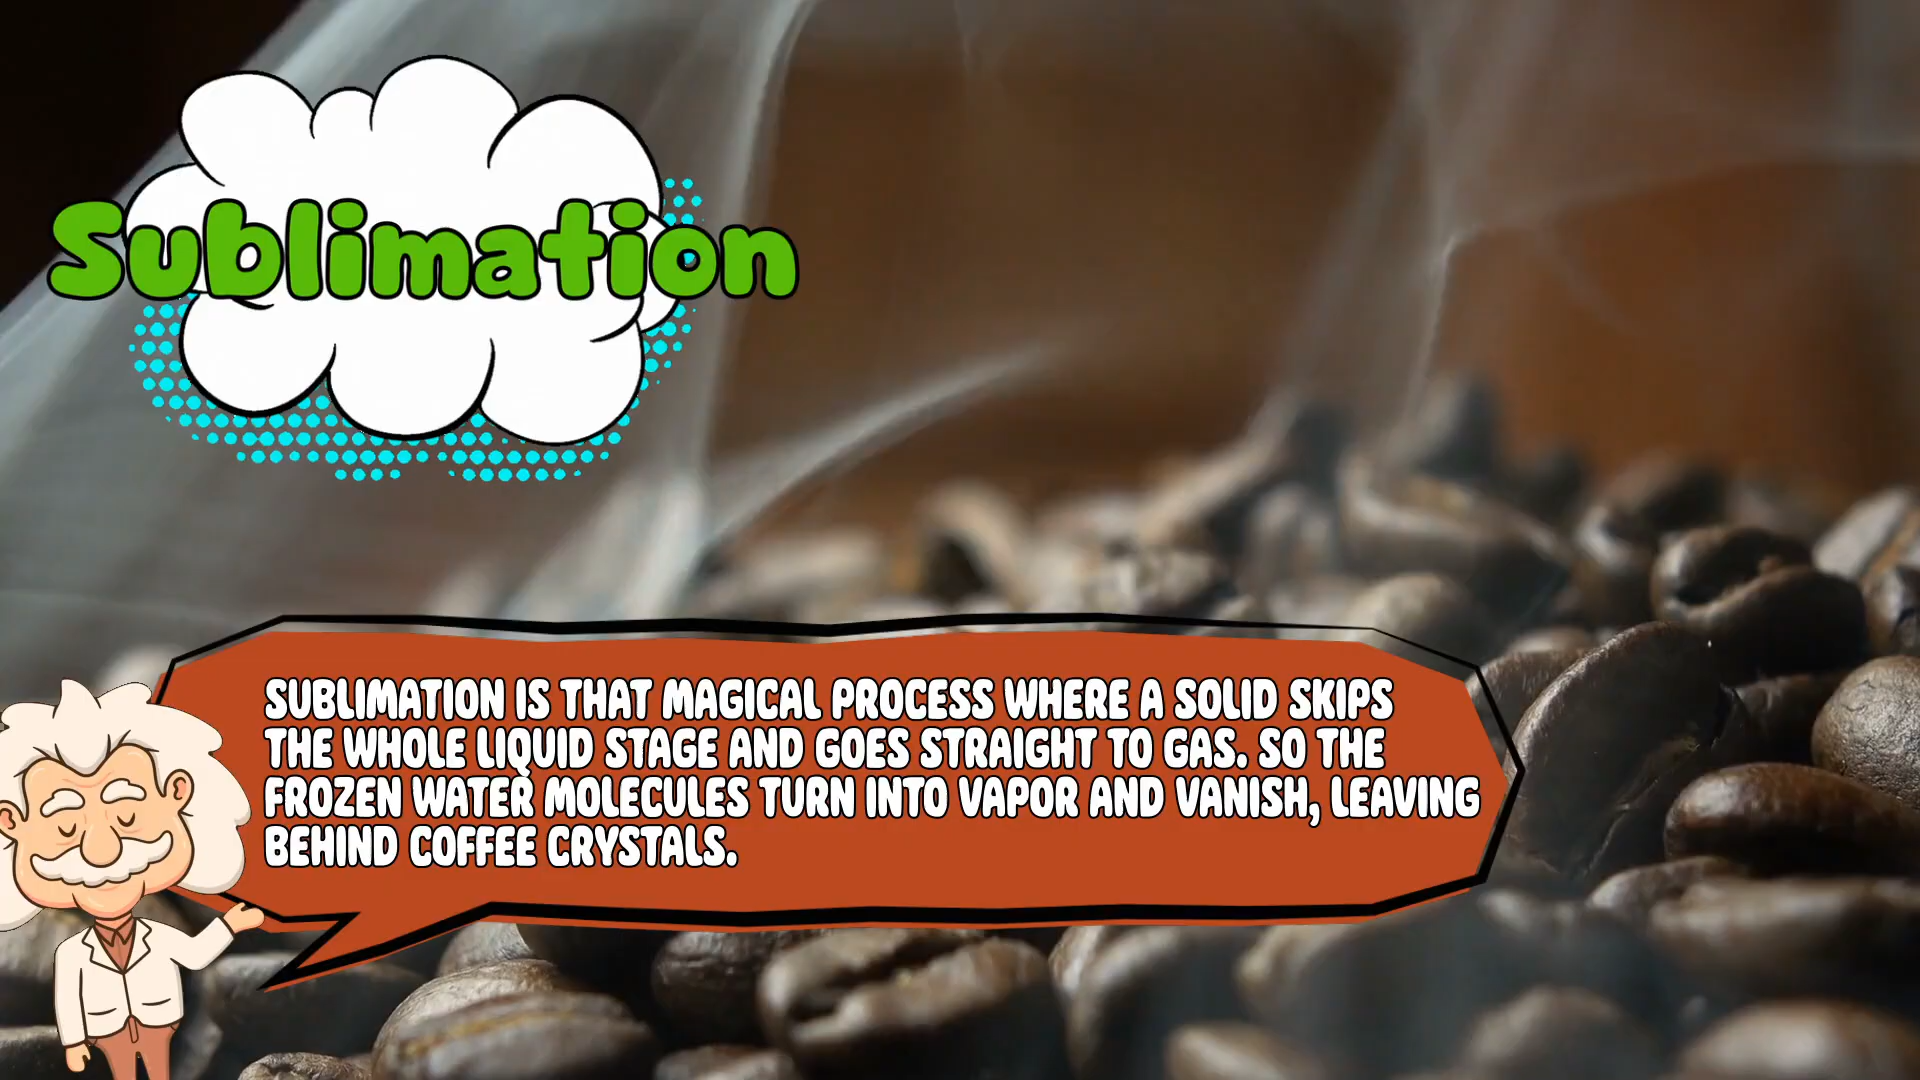 Sublimation
SUBLIMATION IS THAT MAGICAL PROCESS WHERE A SOLID SKIPS
THE WHOLE LIQUID STAGE AND GOES STRAIGHT TO GAS. SO THE
FROZEN WATER MOLECULES TURN INTO VAPOR AND VANISH, LEAVING
BEHIND COFFEE CRYSTALS.